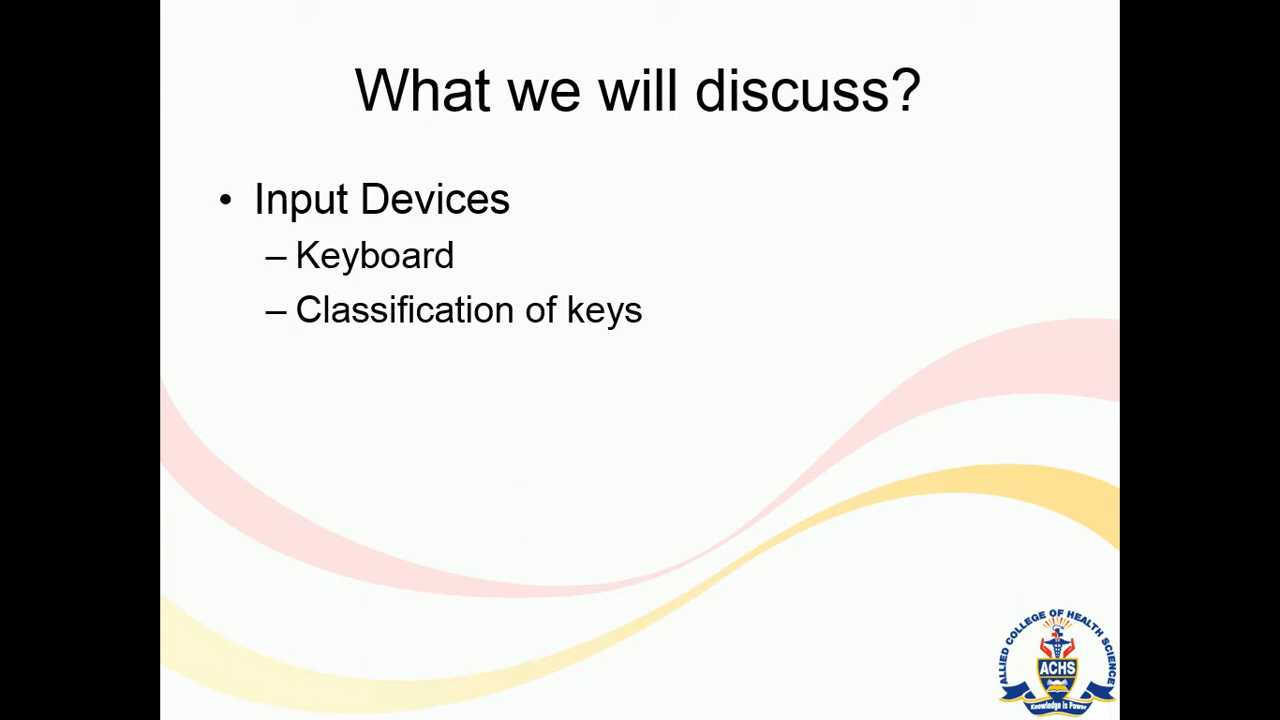 What we will discuss?
• Input Devices
– Keyboard
– Classification of keys
ALLIED COLLEGE OF HEALTH SCIENCE
ACHS
Knowledge is Power